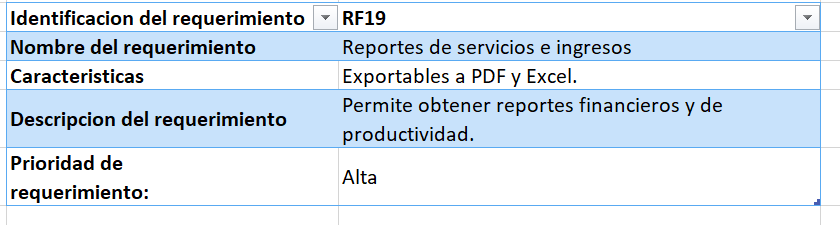 Identificacion del requerimiento RF19
Nombre del requerimiento Reportes de servicios e ingresos
Caracteristicas Exportables a PDF y Excel.
Descripcion del requerimiento Permite obtener reportes financieros y de
productividad.
Prioridad de
requerimiento: Alta